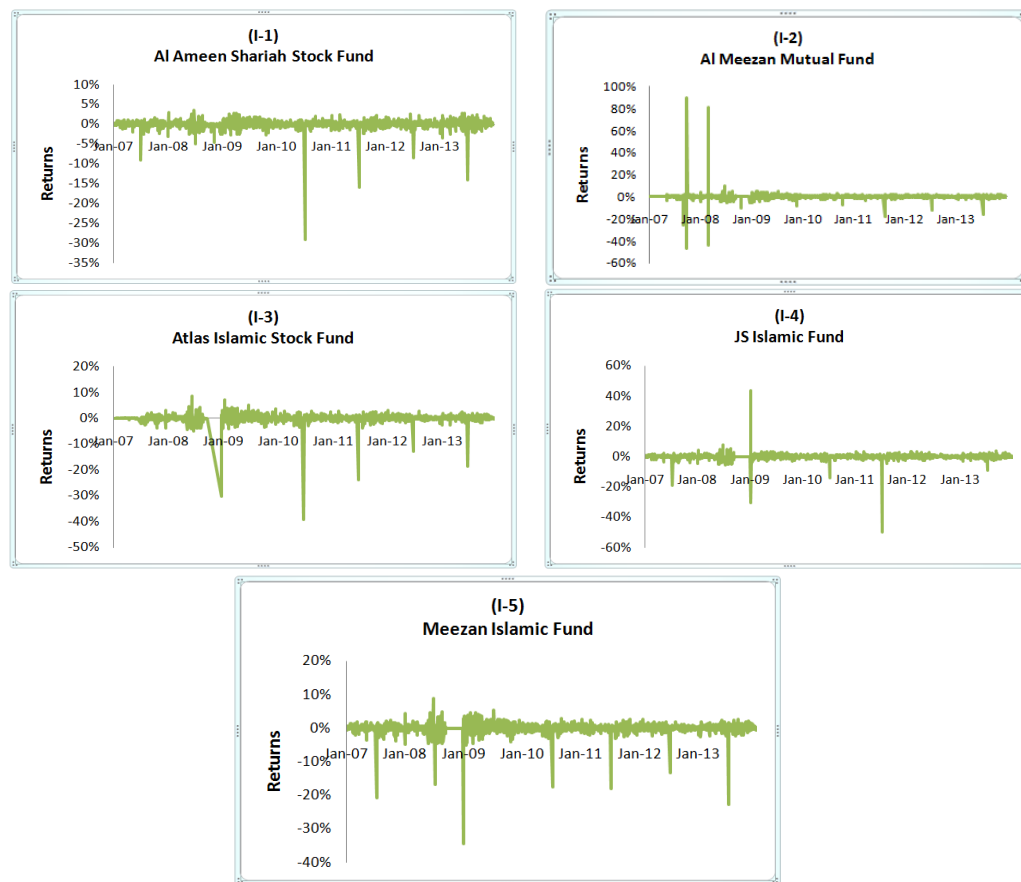 (I-1)
Al Ameen Shariah Stock Fund
10%
5%
0%
Jan-07 Jan-08 Jan-09 Jan-10 Jan-11 Jan-12 Jan-13
-5%
-10%
-15%
-20%
-25%
-30%
-35%
Returns
(I-2)
Al Meezan Mutual Fund
100%
80%
60%
40%
20%
0%
Jan-07 Jan-08 Jan-09 Jan-10 Jan-11 Jan-12 Jan-13
-20%
-40%
-60%
Returns
(I-3)
Atlas Islamic Stock Fund
20%
10%
0%
Jan-07 Jan-08 Jan-09 Jan-10 Jan-11 Jan-12 Jan-13
-10%
-20%
-30%
-40%
-50%
Returns
(I-4)
JS Islamic Fund
60%
40%
20%
0%
Jan-07 Jan-08 Jan-09 Jan-10 Jan-11 Jan-12 Jan-13
-20%
-40%
-60%
Returns
(I-5)
Meezan Islamic Fund
20%
10%
0%
Jan-07 Jan-08 Jan-09 Jan-10 Jan-11 Jan-12 Jan-13
-10%
-20%
-30%
-40%
Returns